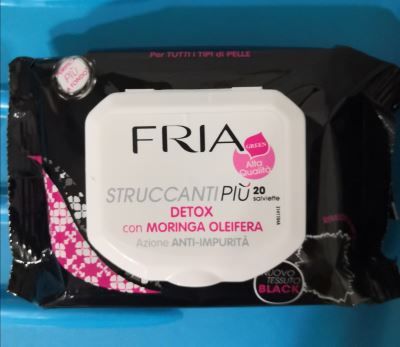 Per TUTTI i TIPI di PELLE
PIÙ
FRIA
GREEN
Alta
Qualità
STRUCCANTI PIÙ 20
salviette
DETOX
con MORINGA OLEIFERA
Azione ANTI-IMPURITÀ
NUOVO
TESSUTO
BLACK